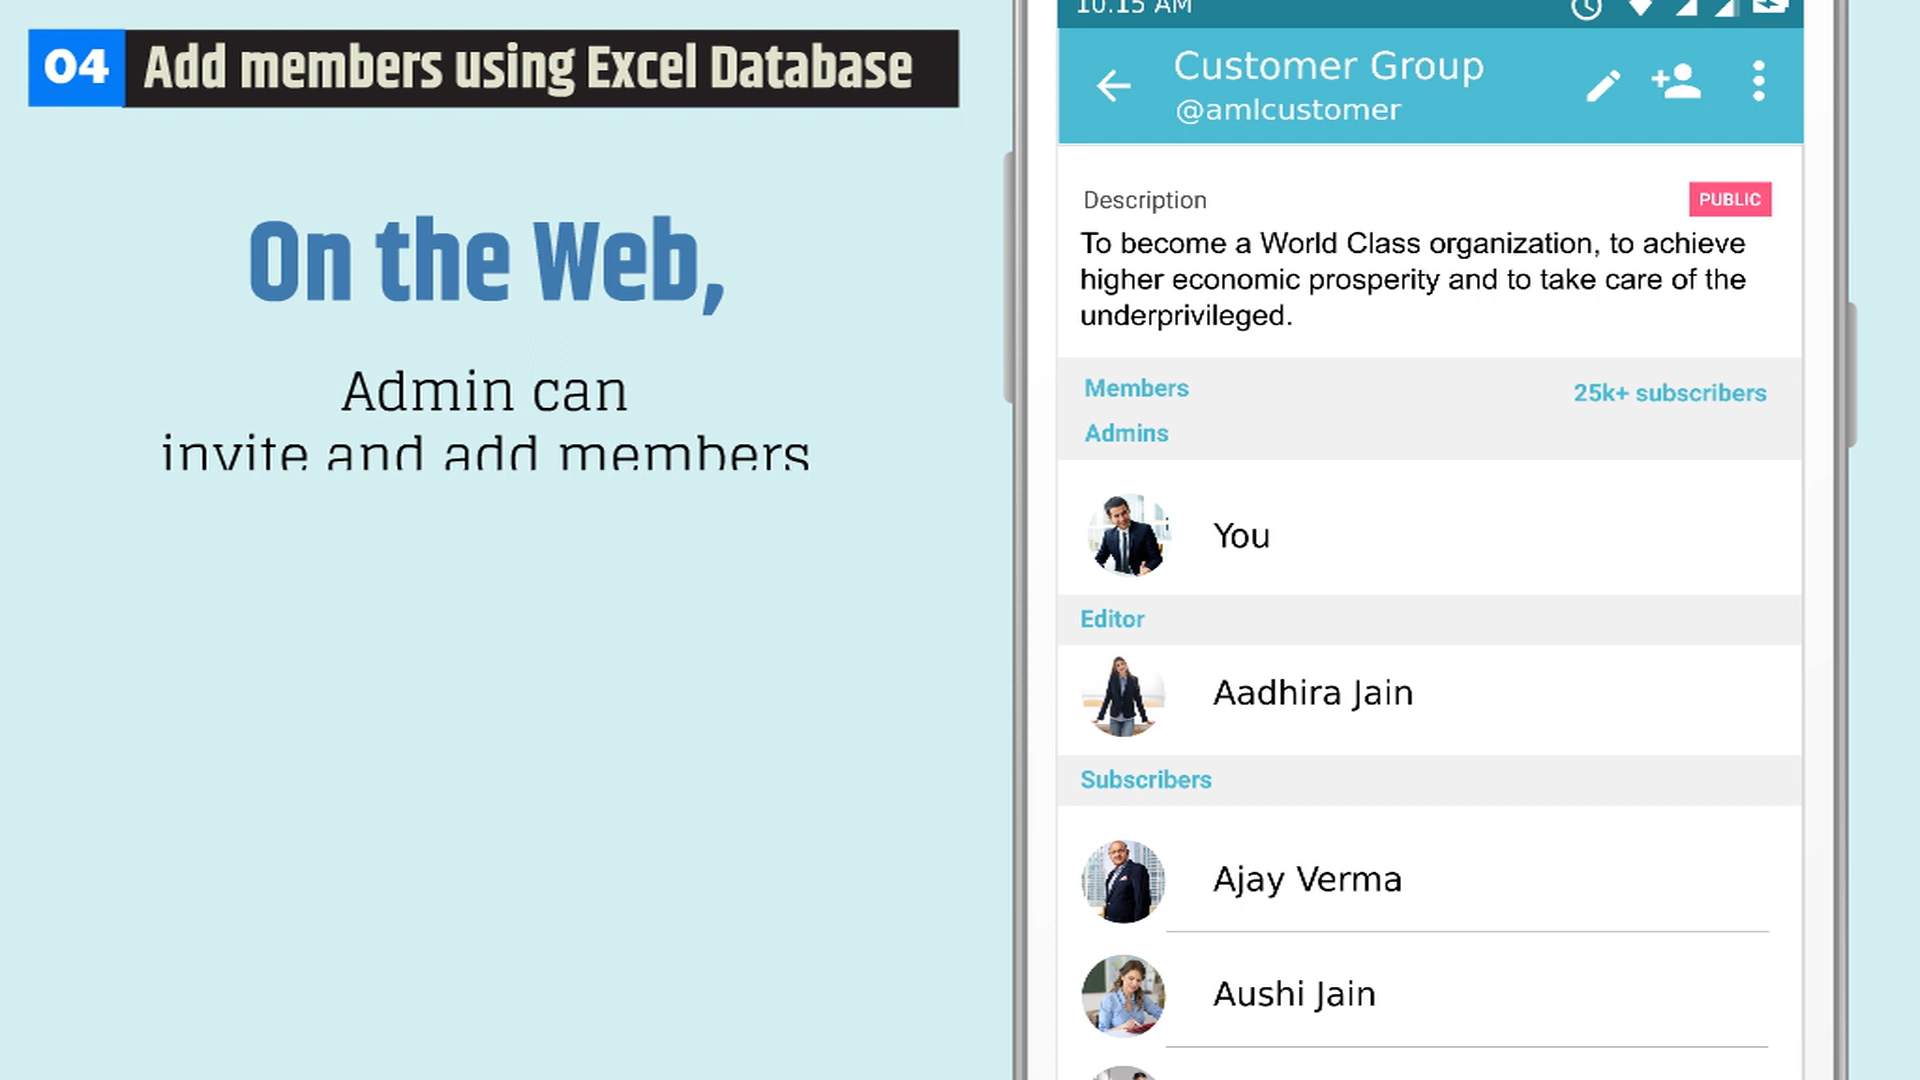 04 Add members using Excel Database
On the Web,
Admin can
invite and add members
10.15 AM
Customer Group
@amlcustomer
Description
PUBLIC
To become a World Class organization, to achieve
higher economic prosperity and to take care of the
underprivileged.
Members
25k+ subscribers
Admins
You
Editor
Aadhira Jain
Subscribers
Ajay Verma
Aushi Jain